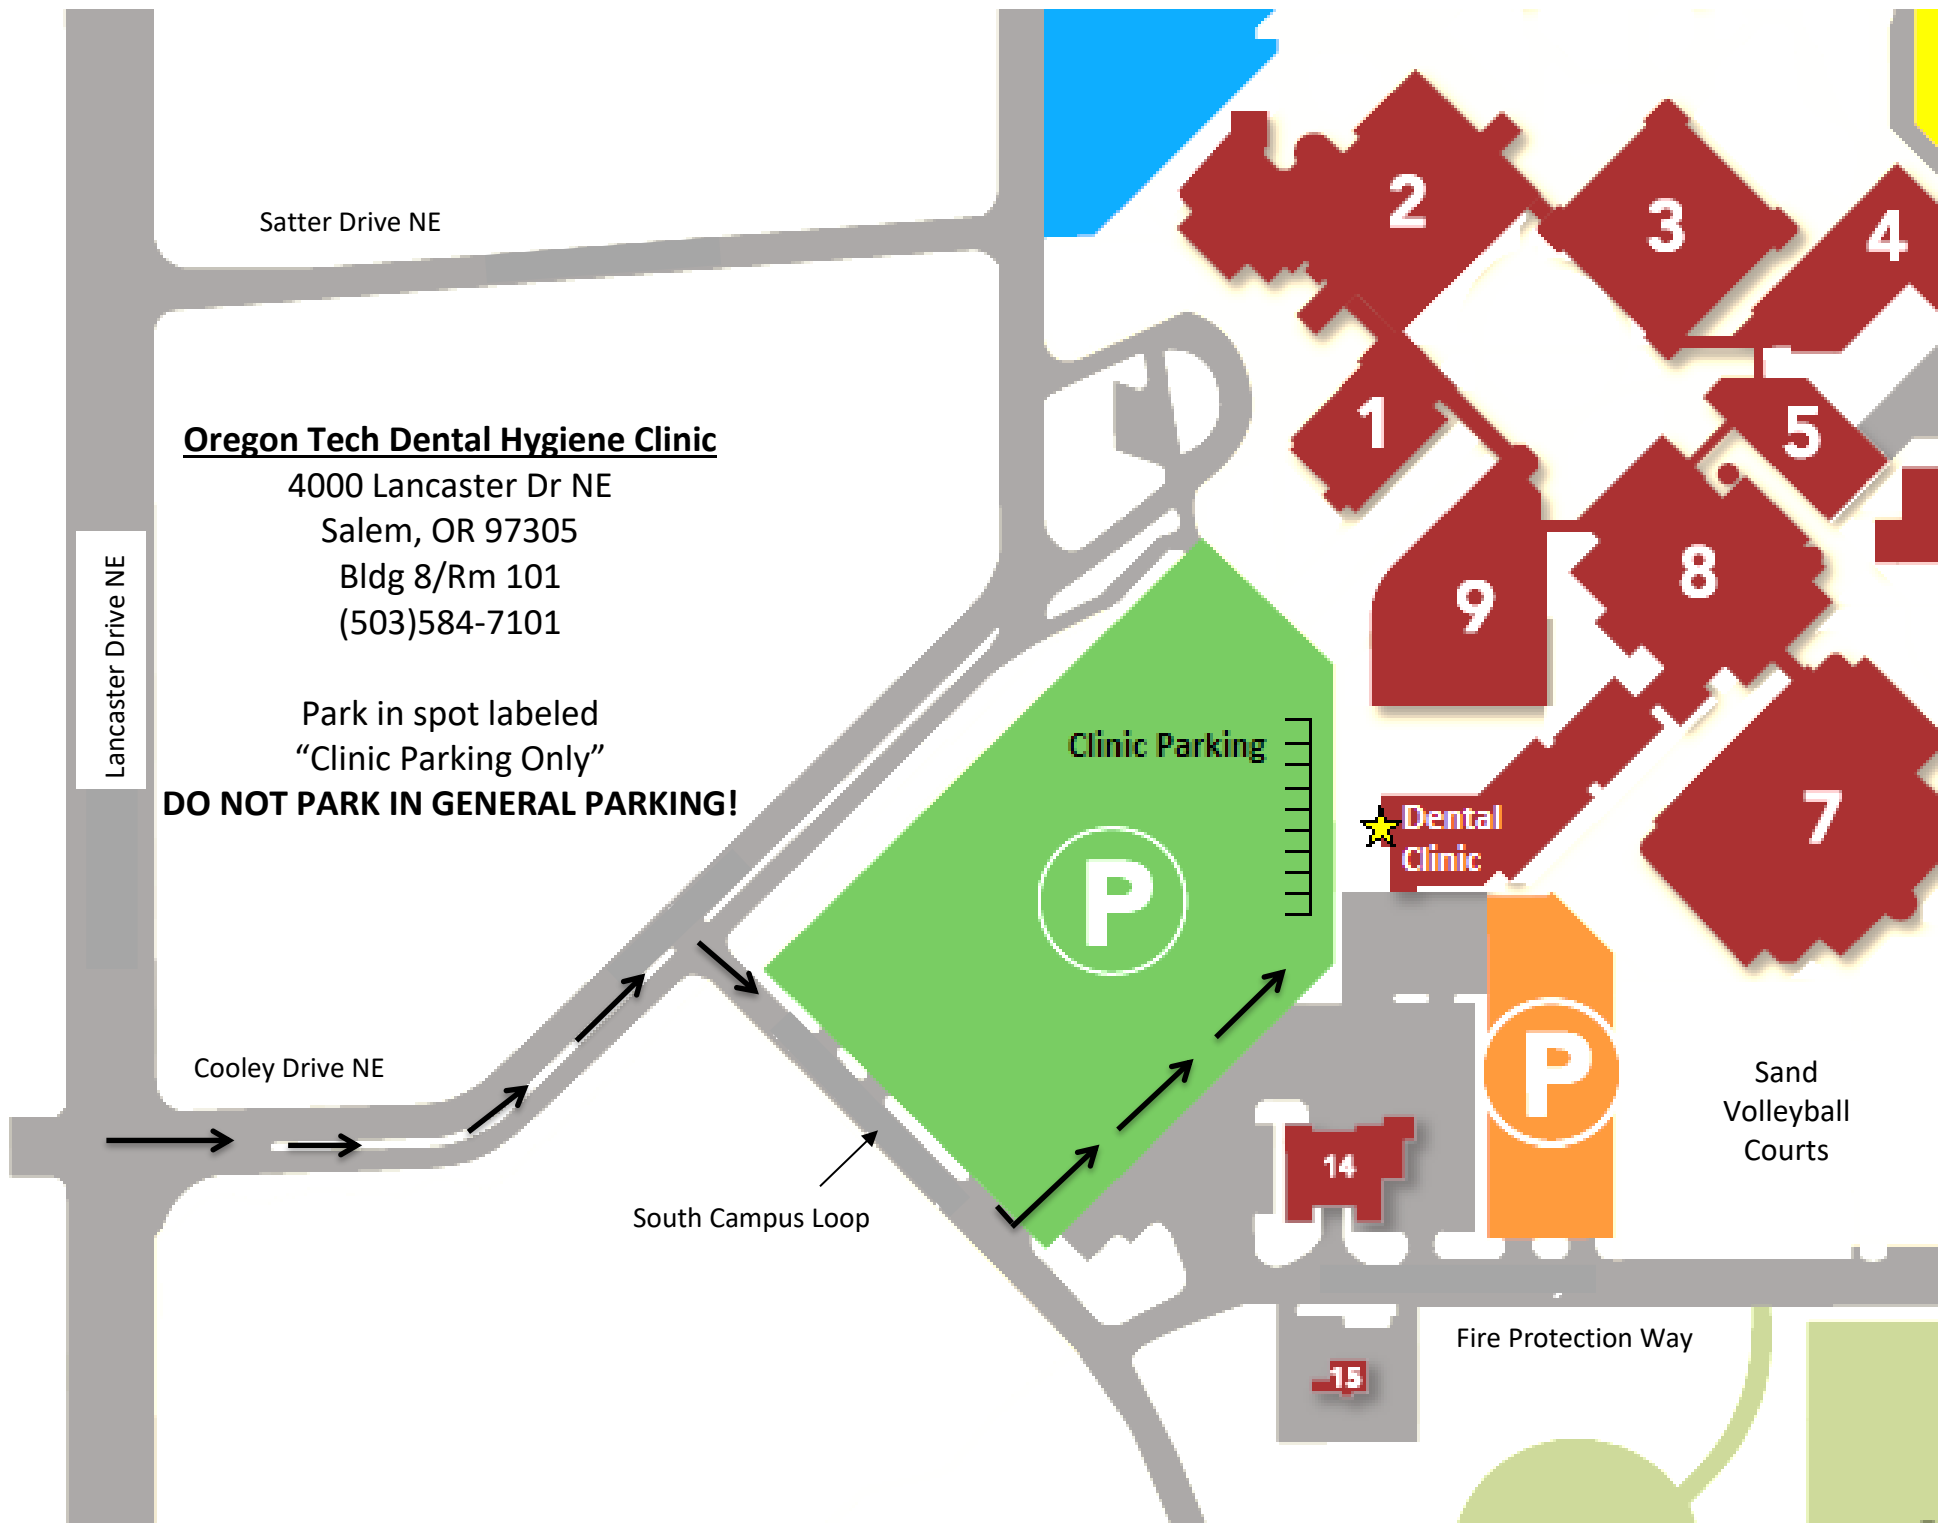 Satter Drive NE
2
3
4
Oregon Tech Dental Hygiene Clinic
4000 Lancaster Dr NE
Salem, OR 97305
Bldg 8/Rm 101
(503)584-7101
1
5
9
8
Lancaster Drive NE
Park in spot labeled
“Clinic Parking Only”
DO NOT PARK IN GENERAL PARKING!
Clinic Parking
Dental
Clinic
7
P
P
Cooley Drive NE
Sand
Volleyball
Courts
14
South Campus Loop
Fire Protection Way
15